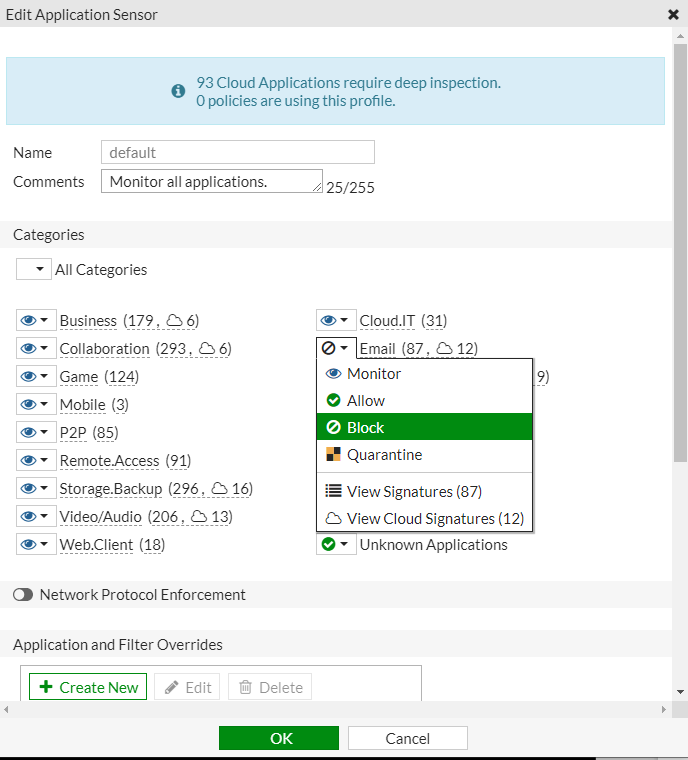 Edit Application Sensor
93 Cloud Applications require deep inspection.
0 policies are using this profile.
Name default
Comments Monitor all applications. 25/255
Categories
All Categories
Business (179, 6) Cloud.IT (31)
Collaboration (293, 6) Email (87, 12)
Game (124) 9)
Mobile (3)
P2P (85)
Remote.Access (91)
Storage.Backup (296, 16)
Video/Audio (206, 13)
Web.Client (18) Unknown Applications
Monitor
Allow
Block
Quarantine
View Signatures (87)
View Cloud Signatures (12)
Network Protocol Enforcement
Application and Filter Overrides
Create New Edit Delete
OK Cancel